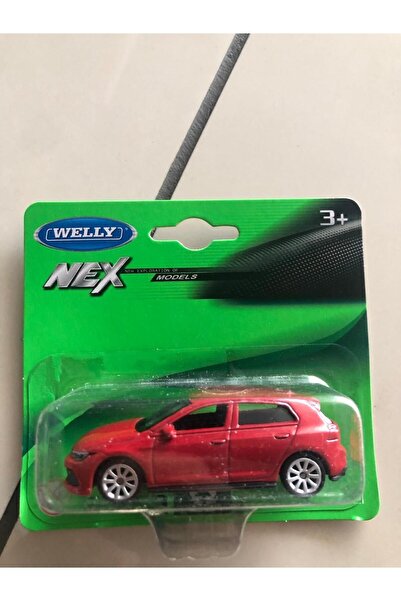 WELLY
3+
NEX
NEW EXPLORATION OF
MODELS